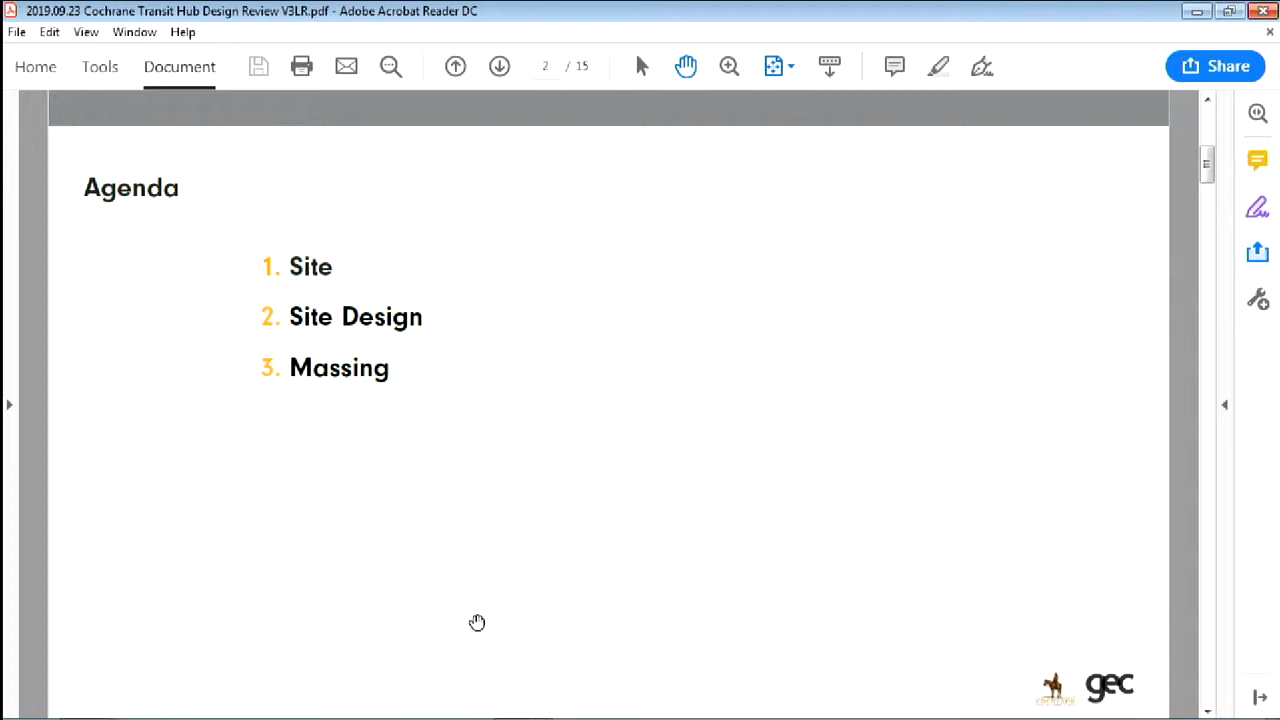 2019.09.23 Cochrane Transit Hub Design Review V3LR.pdf - Adobe Acrobat Reader DC
File Edit View Window Help
Home Tools Document 2 / 15 Share
Agenda
1. Site
2. Site Design
3. Massing
gec